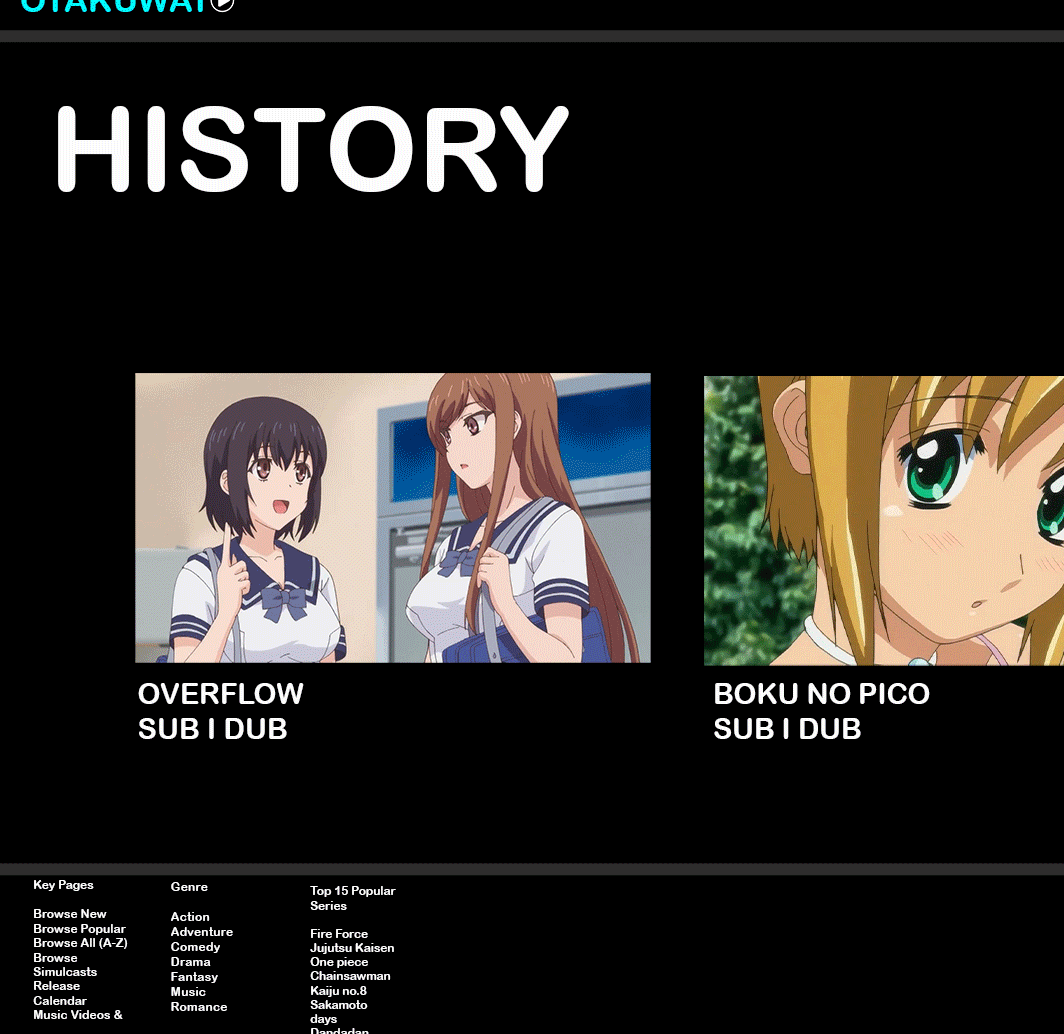 OTAKUWAT
HISTORY
OVERFLOW
SUB I DUB
BOKU NO PICO
SUB I DUB
Key Pages
Browse New
Browse Popular
Browse All (A-Z)
Browse
Simulcasts
Release
Calendar
Music Videos &
Genre
Action
Adventure
Comedy
Drama
Fantasy
Music
Romance
Top 15 Popular
Series
Fire Force
Jujutsu Kaisen
One piece
Chainsawman
Kaiju no.8
Sakamoto
days
Dandadan